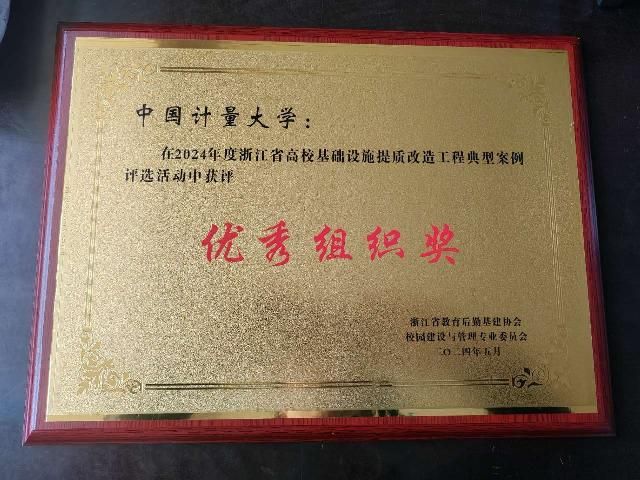 中国计量大学：
在2024年度浙江省高校基础设施提质改造工程典型案例
评选活动中获评
优秀组织奖
浙江省教育后勤基建协会
校园建设与管理专业委员会
二〇二四年五月